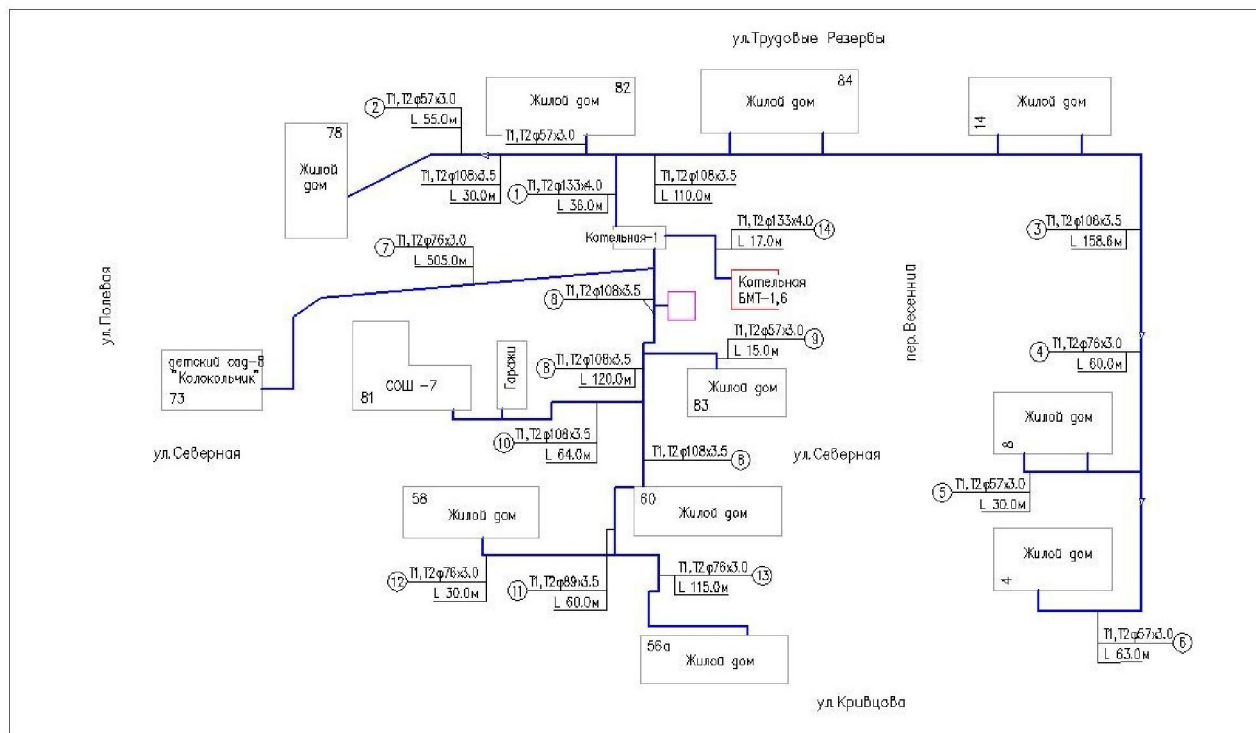 ул.Трудовые Резервы
82
Жилой дом
84
Жилой дом
14
Жилой дом
2
Т1,Т2φ57х3.0
L 55.0м
78
Жилой дом
Т1,Т2φ57х3.0
Т1,Т2φ108х3.5
L 30.0м
1
Т1,Т2φ133х4.0
L 36.0м
Т1,Т2φ108х3.5
L 110.0м
Котельная-1
Т1,Т2φ133х4.0
14
L 17.0м
3
Т1,Т2φ108х3.5
L 158.6м
7
Т1,Т2φ76х3.0
L 505.0м
Котельная
БМТ-1,6
ул.Полевая
пер.Весенний
8
Т1,Т2φ108х3.5
Т1,Т2φ57х3.0
9
L 15.0м
4
Т1,Т2φ76х3.0
L 60.0м
детский сад-8
"Колокольчик"
73
СОШ -7
81
Гаражи
8
Т1,Т2φ108х3.5
L 120.0м
Жилой дом
83
Жилой дом
8
10
Т1,Т2φ108х3.5
L 64.0м
ул.Северная
Т1,Т2φ108х3.5
8
ул.Северная
5
Т1,Т2φ57х3.0
L 30.0м
58
Жилой дом
60
Жилой дом
Жилой дом
4
12
Т1,Т2φ76х3.0
L 30.0м
11
Т1,Т2φ89х3.5
L 60.0м
Т1,Т2φ76х3.0
13
L 115.0м
56а
Жилой дом
Т1,Т2φ57х3.0
6
L 63.0м
ул.Кривцова